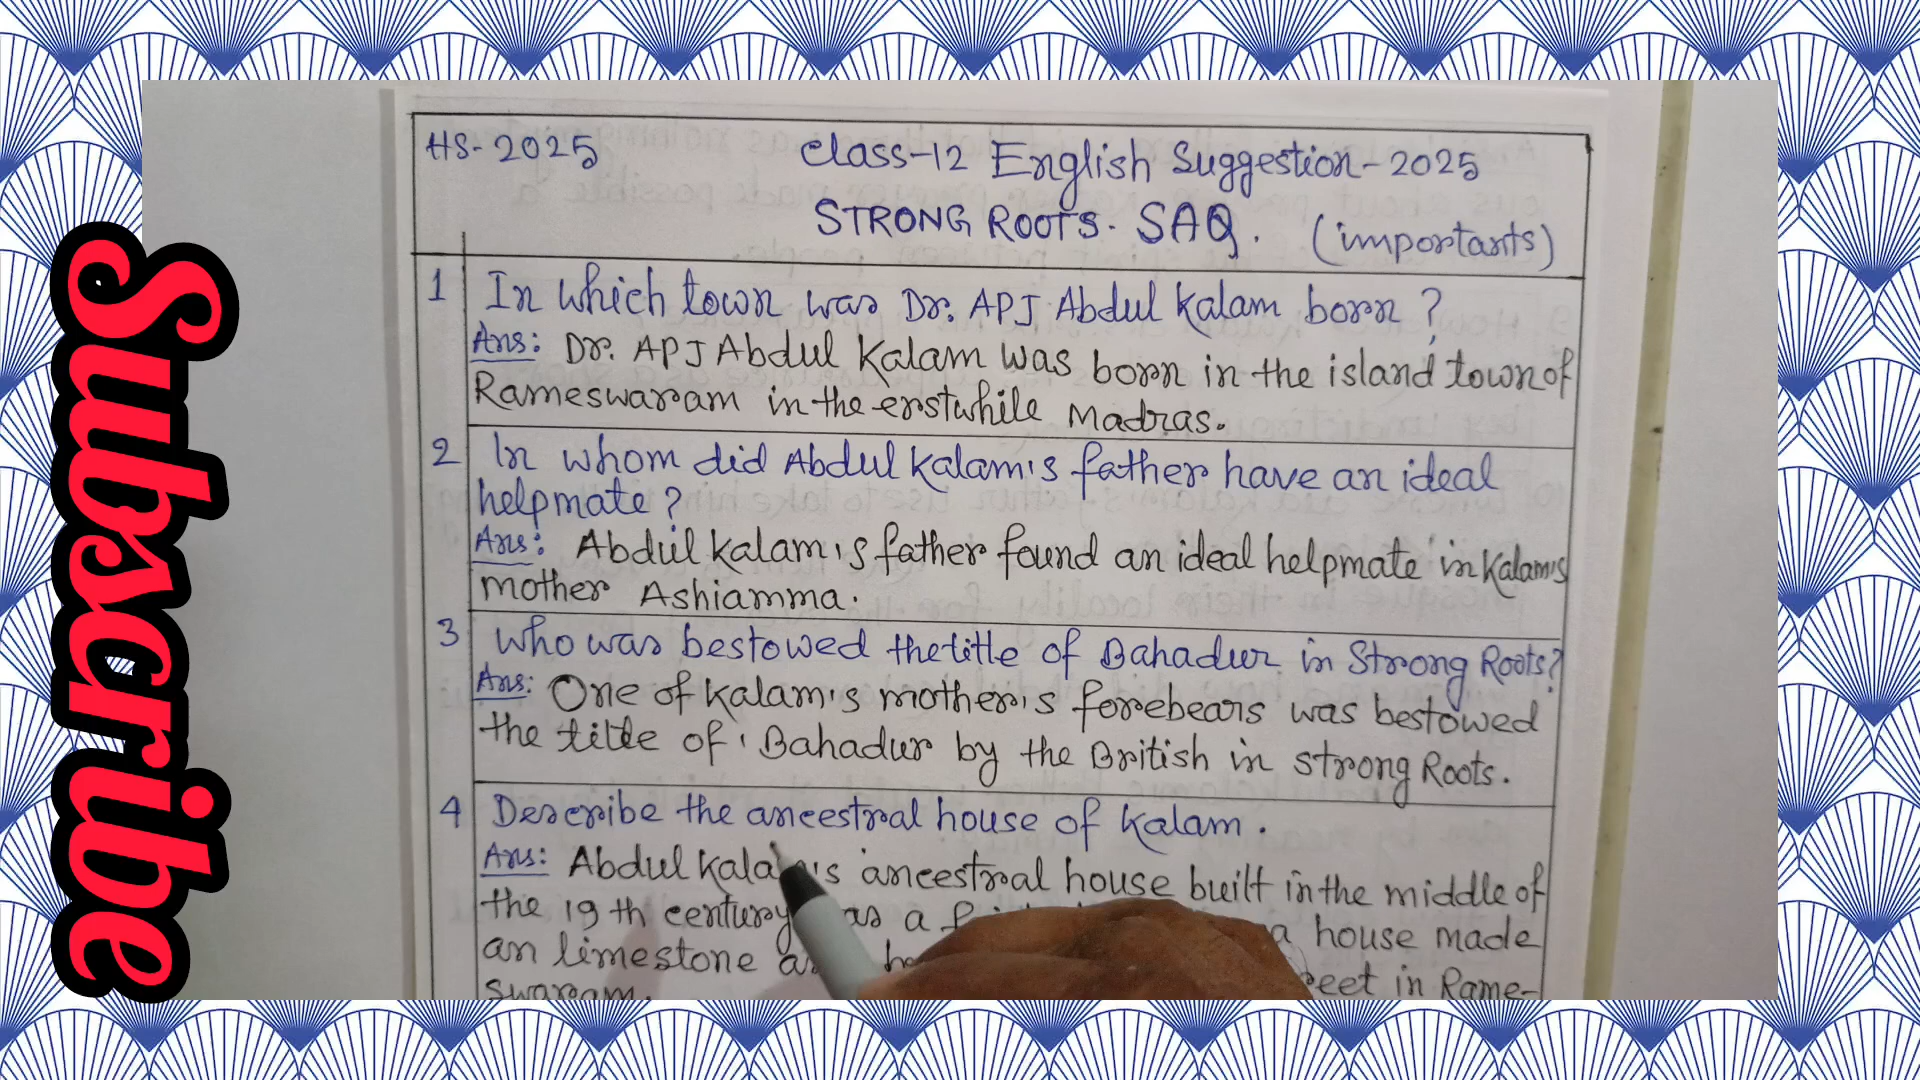 Subscribe
HS-2025
Class-12 English Suggestion-2025
STRONG ROOTS. SAQ. (importants)
1 In which town was Dr. APJ Abdul Kalam born ?
Ans: Dr. APJ Abdul Kalam was born in the island town of
Rameswaram in the erstwhile Madras.
2 In whom did Abdul Kalam's father have an ideal
helpmate ?
Ans: Abdul Kalam's father found an ideal helpmate in Kalam's
mother Ashiamma.
3 Who was bestowed the title of Bahadur in Strong Roots?
Ans: One of Kalam's mother's forebears was bestowed
the title of 'Bahadur by the British in strong Roots.
4 Describe the ancestral house of Kalam.
Ans: Abdul Kalam's ancestral house built in the middle of
the 19 th century as a a house made
an limestone in Rame-
swaram.